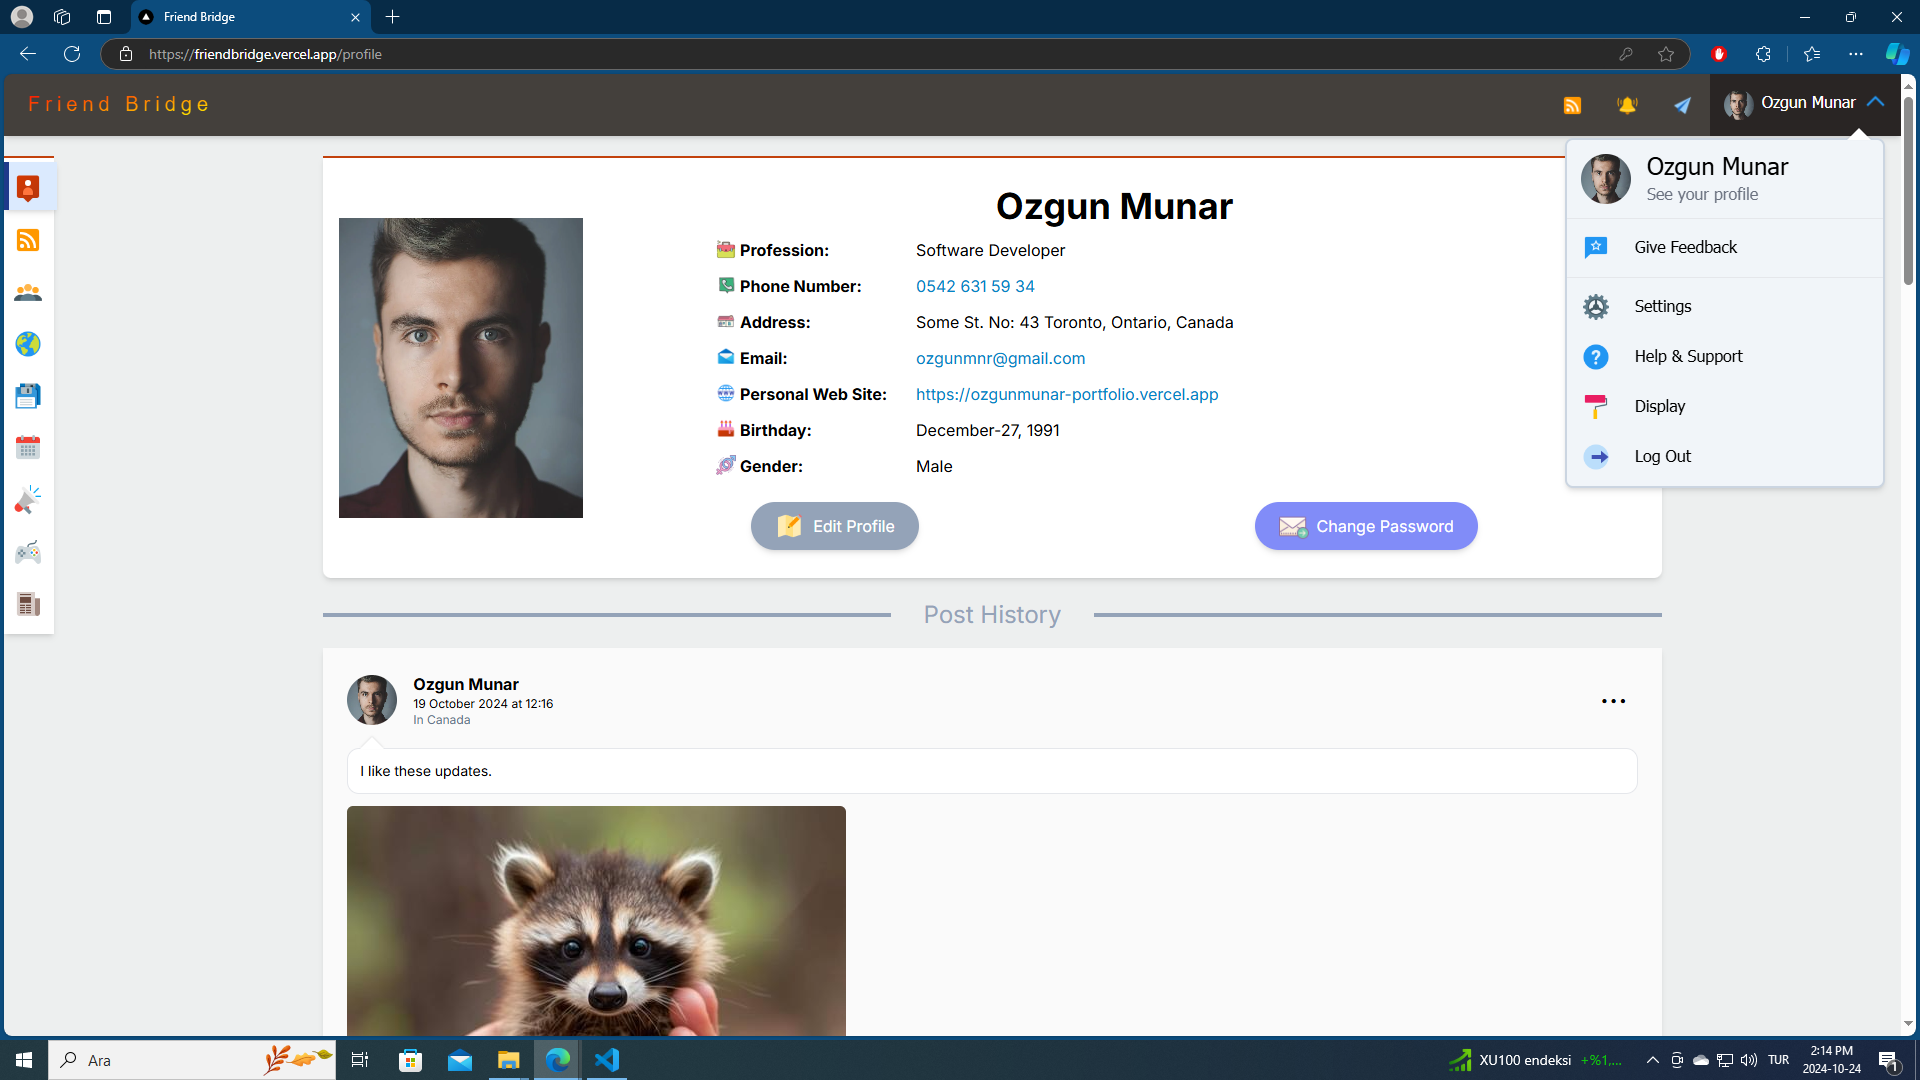 Friend Bridge
https://friendbridge.vercel.app/profile
Friend Bridge
Ozgun Munar
Ozgun Munar
See your profile
Give Feedback
Settings
Help & Support
Display
Log Out
Ozgun Munar
Profession: Software Developer
Phone Number: 0542 631 59 34
Address: Some St. No: 43 Toronto, Ontario, Canada
Email: ozgunmnr@gmail.com
Personal Web Site: https://ozgunmunar-portfolio.vercel.app
Birthday: December-27, 1991
Gender: Male
Edit Profile
Change Password
Post History
Ozgun Munar
19 October 2024 at 12:16
In Canada
I like these updates.
Ara
XU100 endeksi +%1,...
TUR
2:14 PM
2024-10-24
1